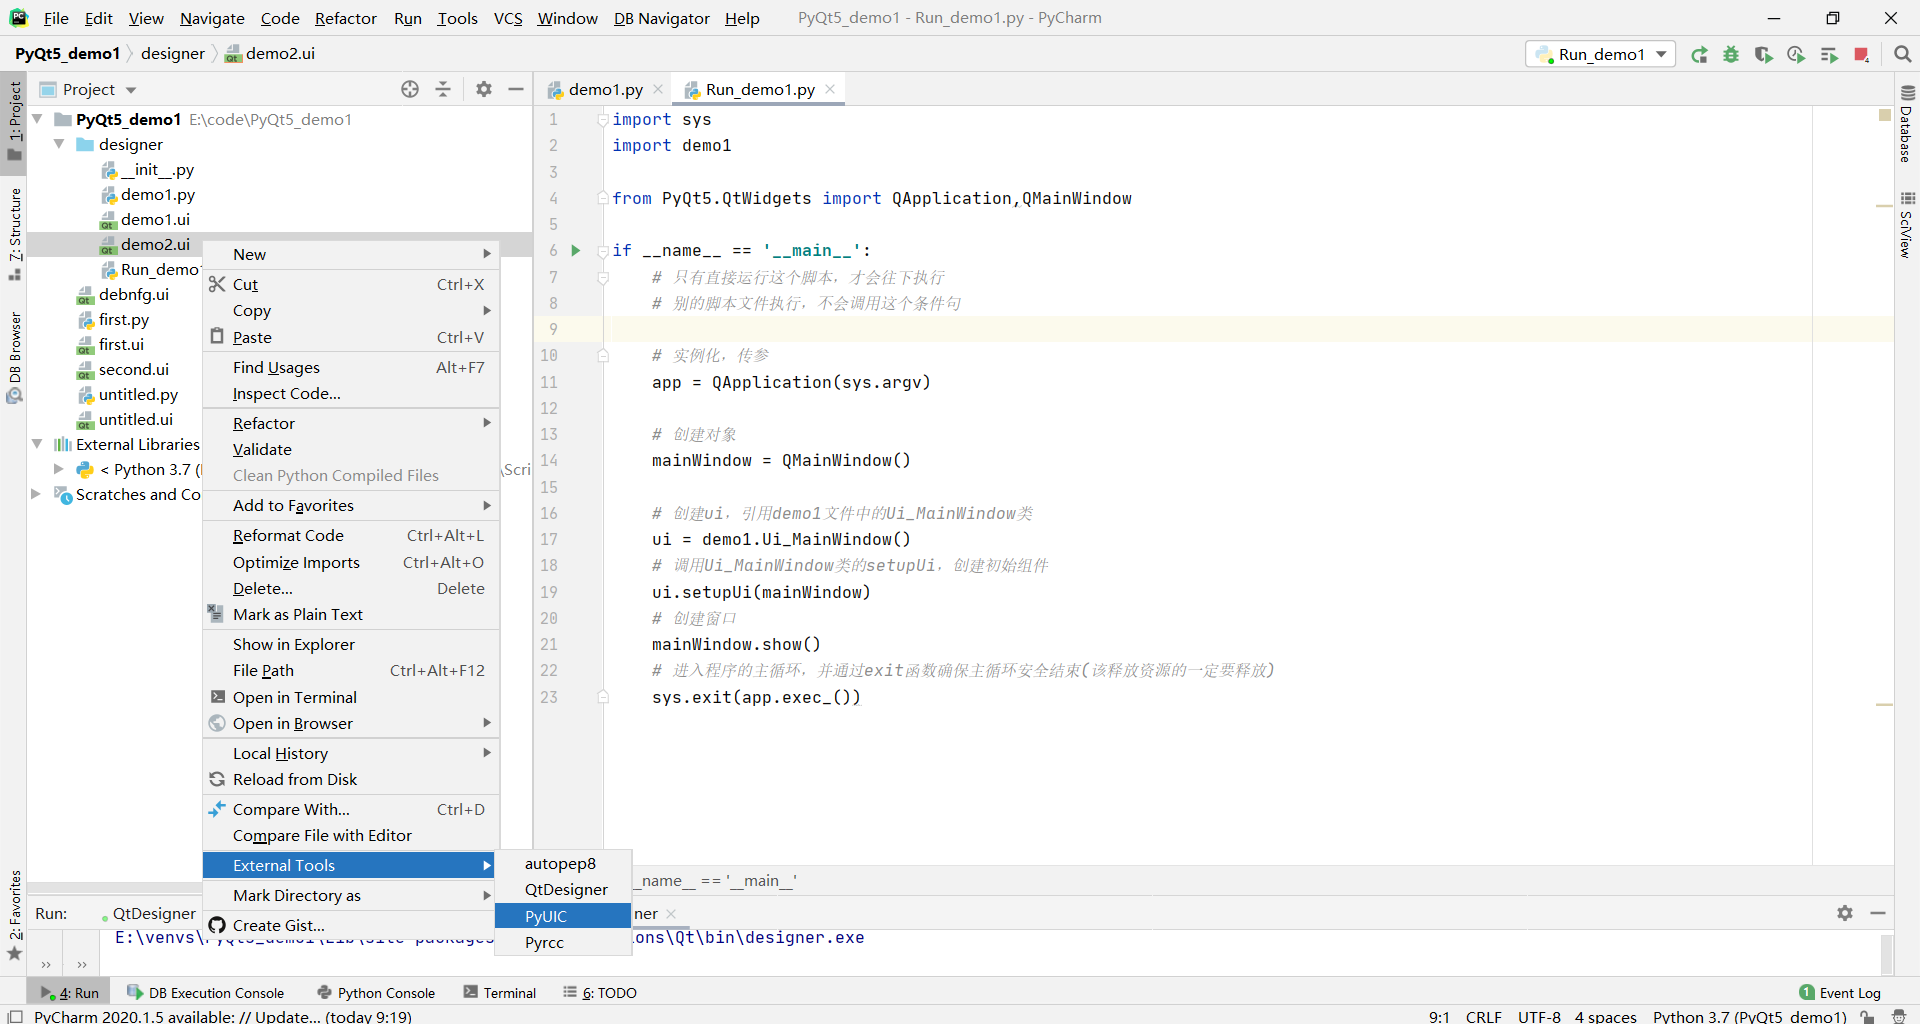 File Edit View Navigate Code Refactor Run Tools VCS Window DB Navigator Help PyQt5_demo1 - Run_demo1.py - PyCharm
PyQt5_demo1 designer demo2.ui Run_demo1
1: Project
7: Structure
DB Browser
2: Favorites
Project
PyQt5_demo1 E:\code\PyQt5_demo1
designer
__init__.py
demo1.py
demo1.ui
demo2.ui
Run_demo1
debnfg.ui
first.py
first.ui
second.ui
untitled.py
untitled.ui
External Libraries
< Python 3.7 ( \Scri
Scratches and Co
New
Cut Ctrl+X
Copy
Paste Ctrl+V
Find Usages Alt+F7
Inspect Code...
Refactor
Validate
Clean Python Compiled Files
Add to Favorites
Reformat Code Ctrl+Alt+L
Optimize Imports Ctrl+Alt+O
Delete... Delete
Mark as Plain Text
Show in Explorer
File Path Ctrl+Alt+F12
Open in Terminal
Open in Browser
Local History
Reload from Disk
Compare With... Ctrl+D
Compare File with Editor
External Tools
Mark Directory as
Create Gist...
autopep8
QtDesigner
PyUIC
Pyrcc
demo1.py Run_demo1.py
1 import sys
2 import demo1
3
4 from PyQt5.QtWidgets import QApplication,QMainWindow
5
6 if __name__ == '__main__':
7 # 只有直接运行这个脚本，才会往下执行
8 # 别的脚本文件执行，不会调用这个条件句
9
10 # 实例化，传参
11 app = QApplication(sys.argv)
12
13 # 创建对象
14 mainWindow = QMainWindow()
15
16 # 创建ui，引用demo1文件中的Ui_MainWindow类
17 ui = demo1.Ui_MainWindow()
18 # 调用Ui_MainWindow类的setupUi，创建初始组件
19 ui.setupUi(mainWindow)
20 # 创建窗口
21 mainWindow.show()
22 # 进入程序的主循环，并通过exit函数确保主循环安全结束(该释放资源的一定要释放)
23 sys.exit(app.exec_())
_name__ == '__main__'
Database
SciView
Run: QtDesigner ner
E:\venvs\PyQt5_demo1\Lib\site-packages ons\Qt\bin\designer.exe
4: Run DB Execution Console Python Console Terminal 6: TODO 1 Event Log
PyCharm 2020.1.5 available: // Update... (today 9:19) 9:1 CRLF UTF-8 4 spaces Python 3.7 (PyQt5_demo1)